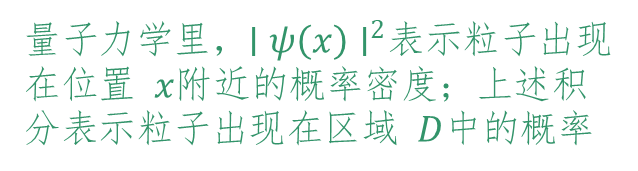 量子力学里，| ψ(x) |²表示粒子出现
在位置 x附近的概率密度；上述积
分表示粒子出现在区域 D中的概率